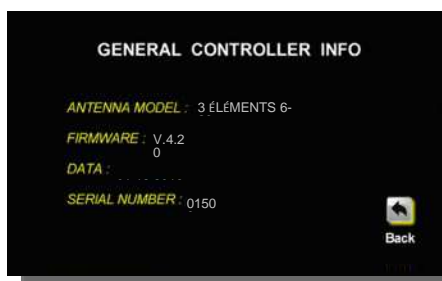 GENERAL CONTROLLER INFO
ANTENNA MODEL : 3 ÉLÉMENTS 6-
FIRMWARE : V.4.2
0
DATA :
SERIAL NUMBER : 0150
Back